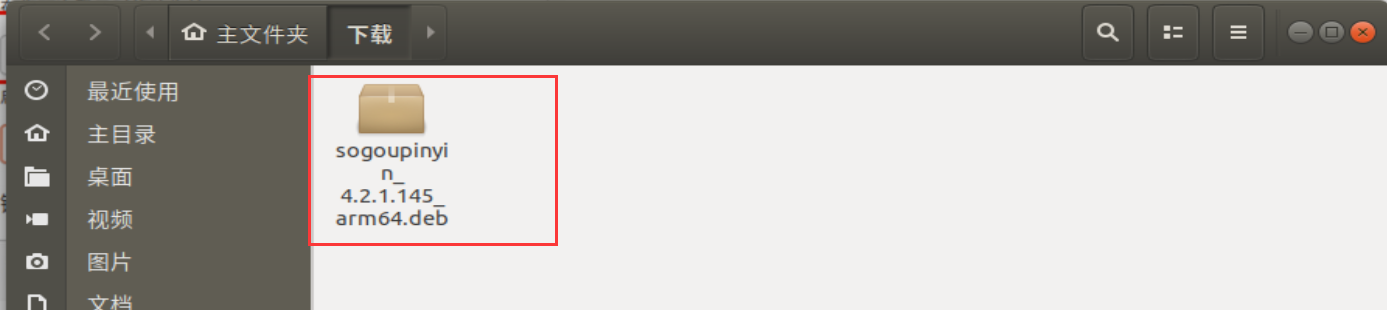 主文件夹
下载
最近使用
主目录
桌面
视频
图片
文档
sogoupinyi
n_
4.2.1.145_
arm64.deb